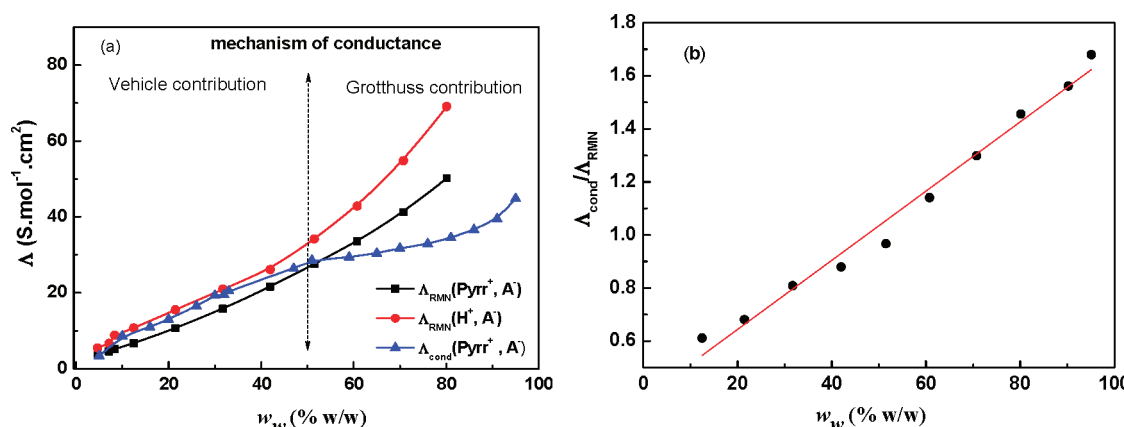 (a)
mechanism of conductance
Vehicle contribution
Grotthuss contribution
Λ (S.mol⁻¹.cm²)
80
60
40
20
0
0 20 40 60 80 100
w_w (% w/w)
Λ_RMN(Pyrr⁺, A⁻)
Λ_RMN(H⁺, A⁻)
Λ_cond(Pyrr⁺, A⁻)
(b)
Λ_cond/Λ_RMN
1.8
1.6
1.4
1.2
1.0
0.8
0.6
0 20 40 60 80 100
w_w (% w/w)